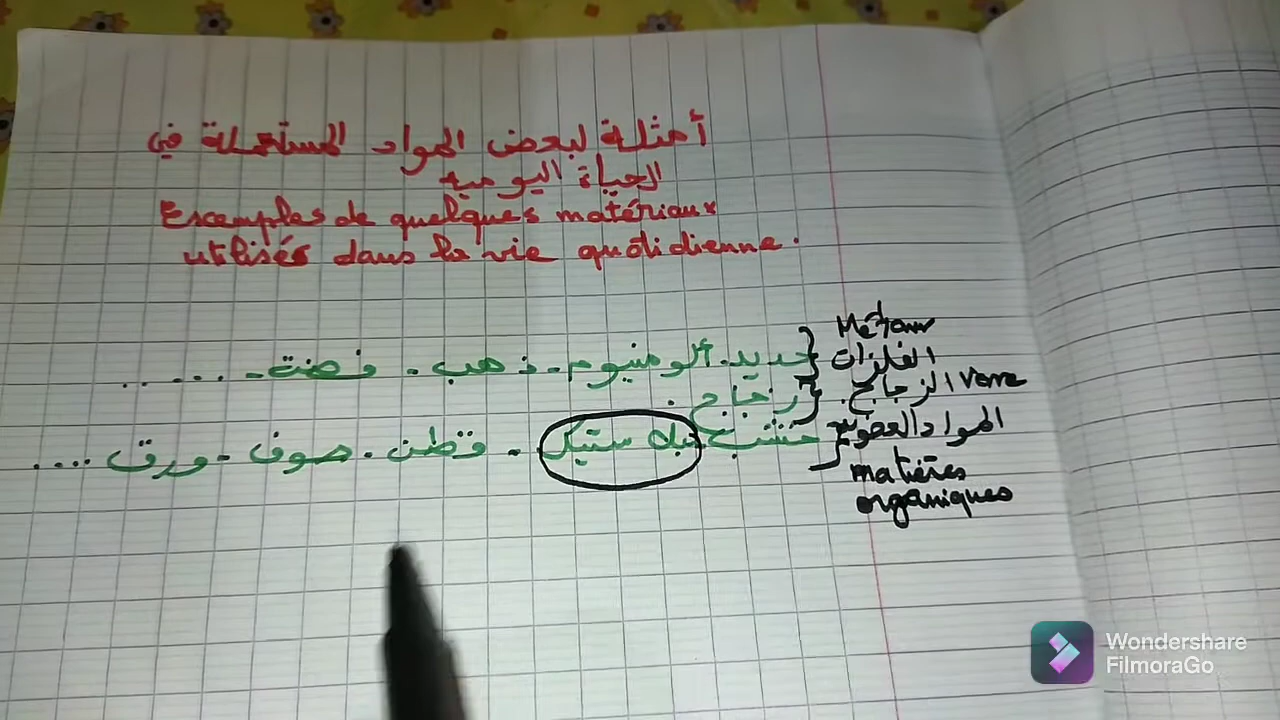 أمثلة لبعض المواد المستعملة في
الحياة اليومية
Exemples de quelques matériaux
utilisés dans la vie quotidienne.
Métaux
الفلزات { حديد. ألومنيوم. ذهب. فضة. .....
الزجاج. Verre { زجاج.
المواد العضوية { خشب. بلاستيك. قطن. صوف. ورق ....
matières
organiques
Wondershare
FilmoraGo